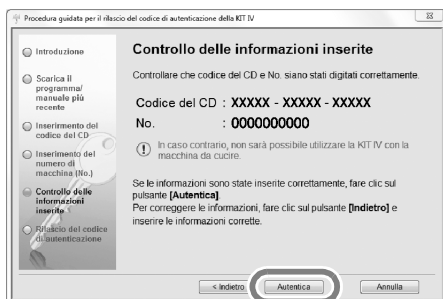 Procedura guidata per il rilascio del codice di autenticazione della KIT IV
Introduzione
Scarica il
programma/
manuale più
recente
Inserirmento del
codice del CD
Inserimento del
numero di
macchina (No.)
Controllo delle
informazioni
inserite
Rilascio del codice
di autenticazione
Controllo delle informazioni inserite
Controllare che codice del CD e No. siano stati digitati correttamente.
Codice del CD : XXXXX - XXXXX - XXXXX
No. : 0000000000
In caso contrario, non sarà possibile utilizzare la KIT IV con la
macchina da cucire.
Se le informazioni sono state inserite correttamente, fare clic sul
pulsante [Autentica].
Per correggere le informazioni, fare clic sul pulsante [Indietro] e
inserire le informazioni corrette.
< Indietro
Autentica
Annulla